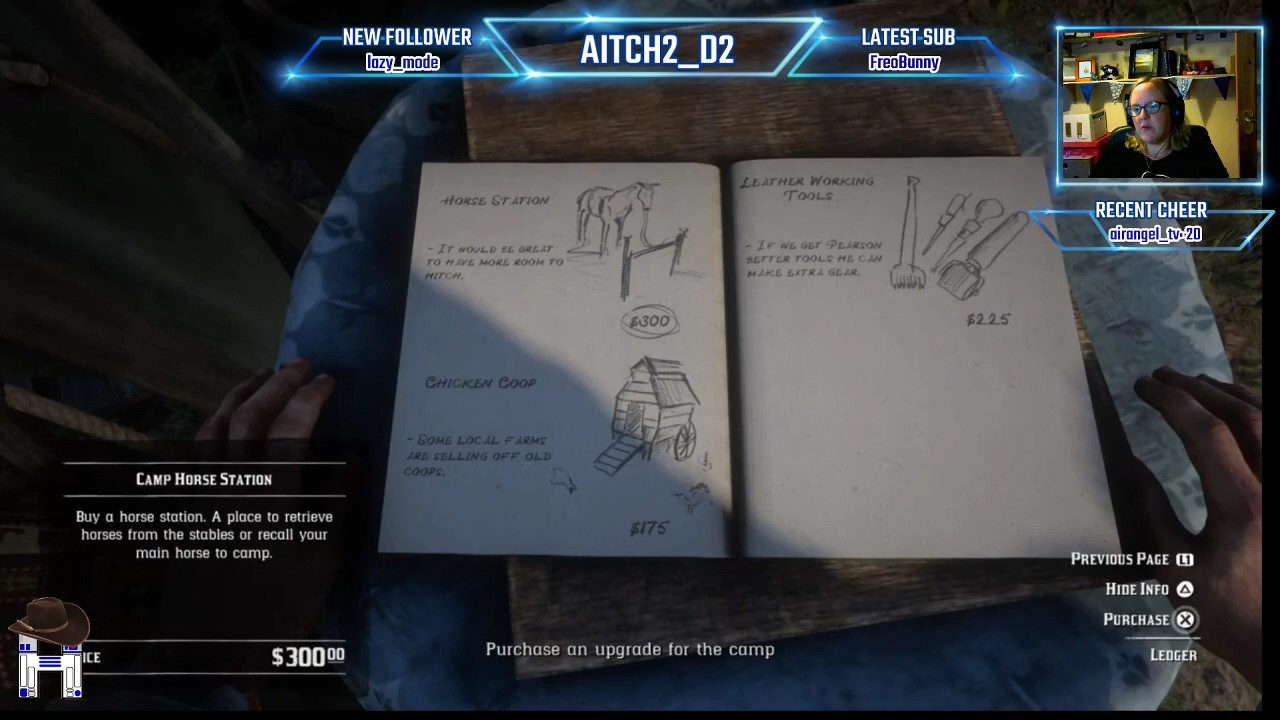 NEW FOLLOWER
lazy_mode
AITCH2_D2
LATEST SUB
FreoBunny
RECENT CHEER
airangel_tv•20
HORSE STATION
- IT WOULD BE GREAT
TO HAVE MORE ROOM TO
HITCH.
$300
CHICKEN COOP
- SOME LOCAL FARMS
ARE SELLING OFF OLD
COOPS.
$175
LEATHER WORKING
TOOLS
- IF WE GET PEARSON
BETTER TOOLS HE CAN
MAKE EXTRA GEAR.
$225
CAMP HORSE STATION
Buy a horse station. A place to retrieve
horses from the stables or recall your
main horse to camp.
$30000
Purchase an upgrade for the camp
PREVIOUS PAGE L1
HIDE INFO
PURCHASE
LEDGER